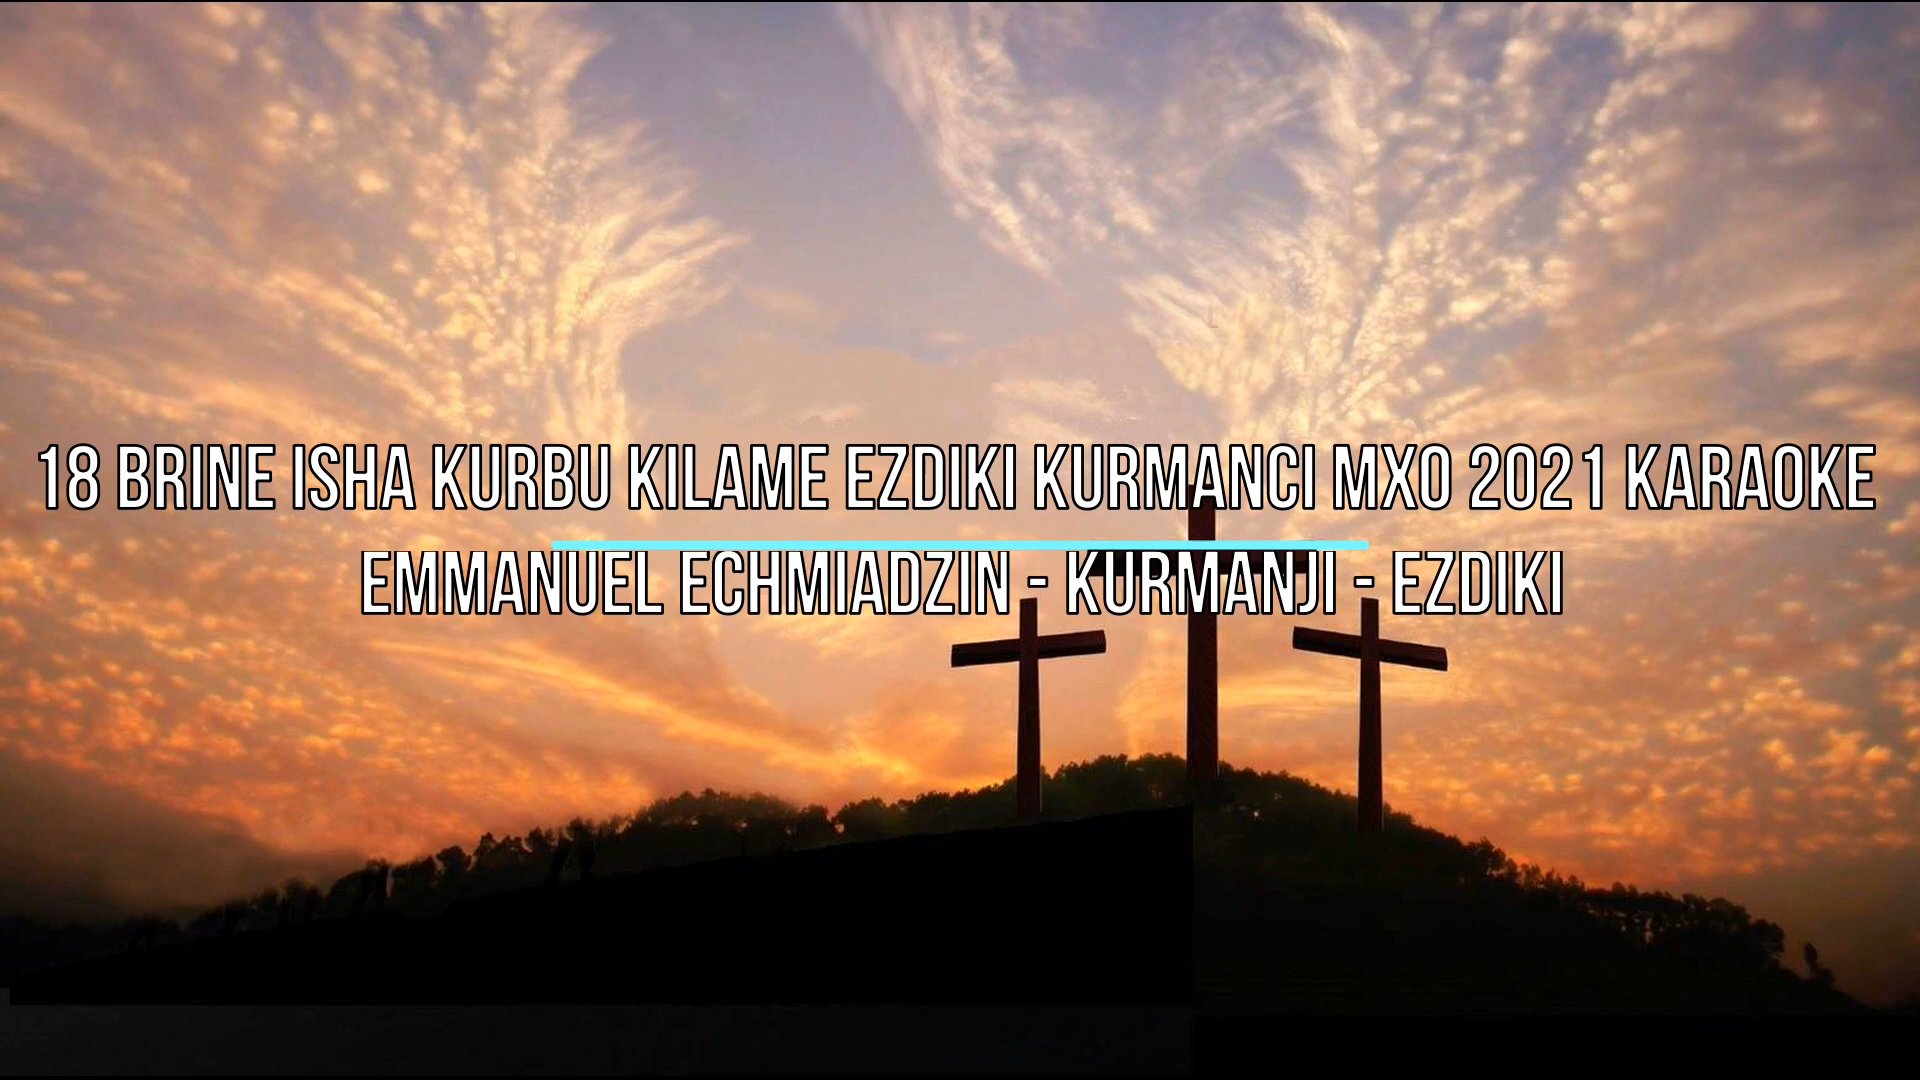 18 BRINE ISHA KURBU KILAME EZDIKI KURMANCI MXO 2021 KARAOKE
EMMANUEL ECHMIADZIN - KURMANJI - EZDIKI